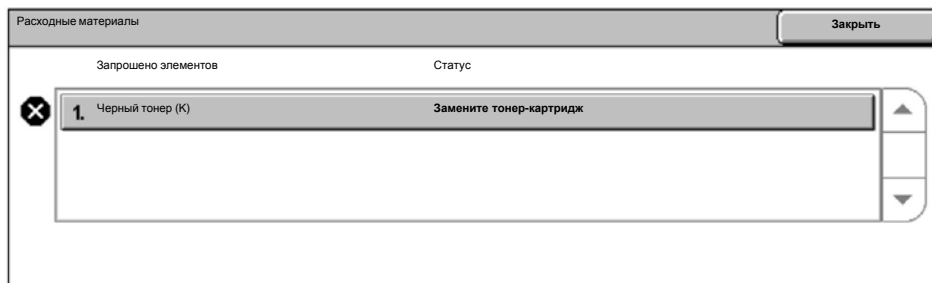 Расходные материалы
Закрыть
Запрошено элементов Статус
1. Черный тонер (K) Замените тонер-картридж